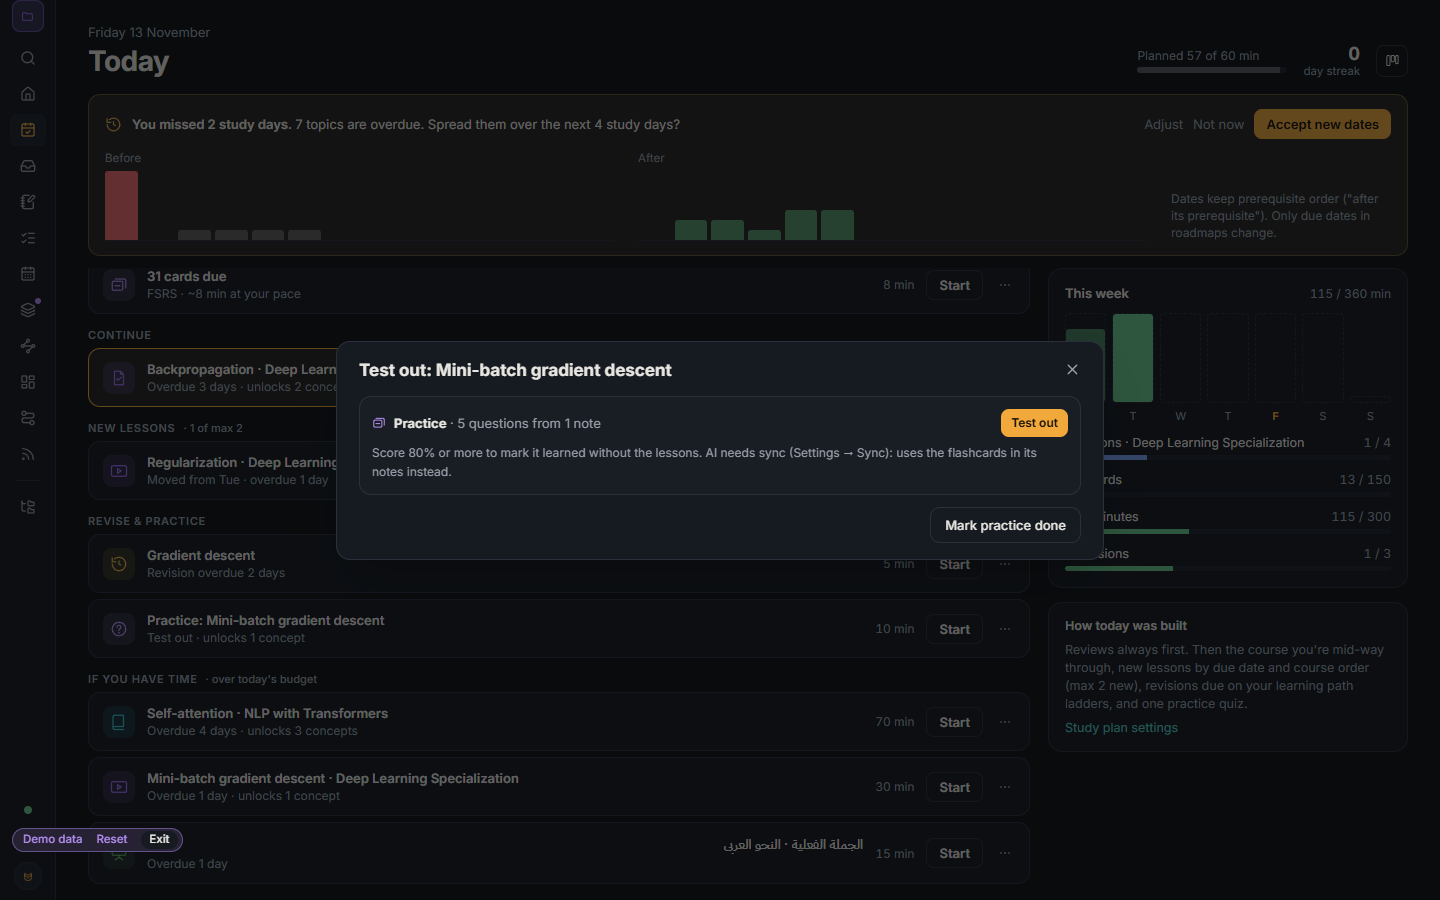 Friday 13 November
Today
Planned 57 of 60 min
0
day streak
You missed 2 study days. 7 topics are overdue. Spread them over the next 4 study days?
Adjust
Not now
Accept new dates
Before
After
Dates keep prerequisite order ("after
its prerequisite"). Only due dates in
roadmaps change.
31 cards due
FSRS · ~8 min at your pace
8 min
Start
CONTINUE
Backpropagation · Deep Learn
Overdue 3 days · unlocks 2 conce
NEW LESSONS · 1 of max 2
Regularization · Deep Learning
Moved from Tue · overdue 1 day
REVISE & PRACTICE
Gradient descent
Revision overdue 2 days
5 min
Start
Practice: Mini-batch gradient descent
Test out · unlocks 1 concept
10 min
Start
IF YOU HAVE TIME · over today's budget
Self-attention · NLP with Transformers
Overdue 4 days · unlocks 3 concepts
70 min
Start
Mini-batch gradient descent · Deep Learning Specialization
Overdue 1 day · unlocks 1 concept
30 min
Start
الجملة الفعلية · النحو العربي
Overdue 1 day
15 min
Start
Test out: Mini-batch gradient descent
Practice · 5 questions from 1 note
Test out
Score 80% or more to mark it learned without the lessons. AI needs sync (Settings → Sync): uses the flashcards in its
notes instead.
Mark practice done
This week
115 / 360 min
T W T F S S
ons · Deep Learning Specialization
1 / 4
rds
13 / 150
inutes
115 / 300
sions
1 / 3
How today was built
Reviews always first. Then the course you're mid-way
through, new lessons by due date and course order
(max 2 new), revisions due on your learning path
ladders, and one practice quiz.
Study plan settings
Demo data
Reset
Exit